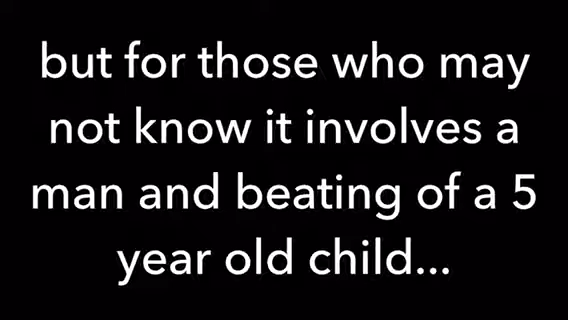 but for those who may
not know it involves a
man and beating of a 5
year old child...